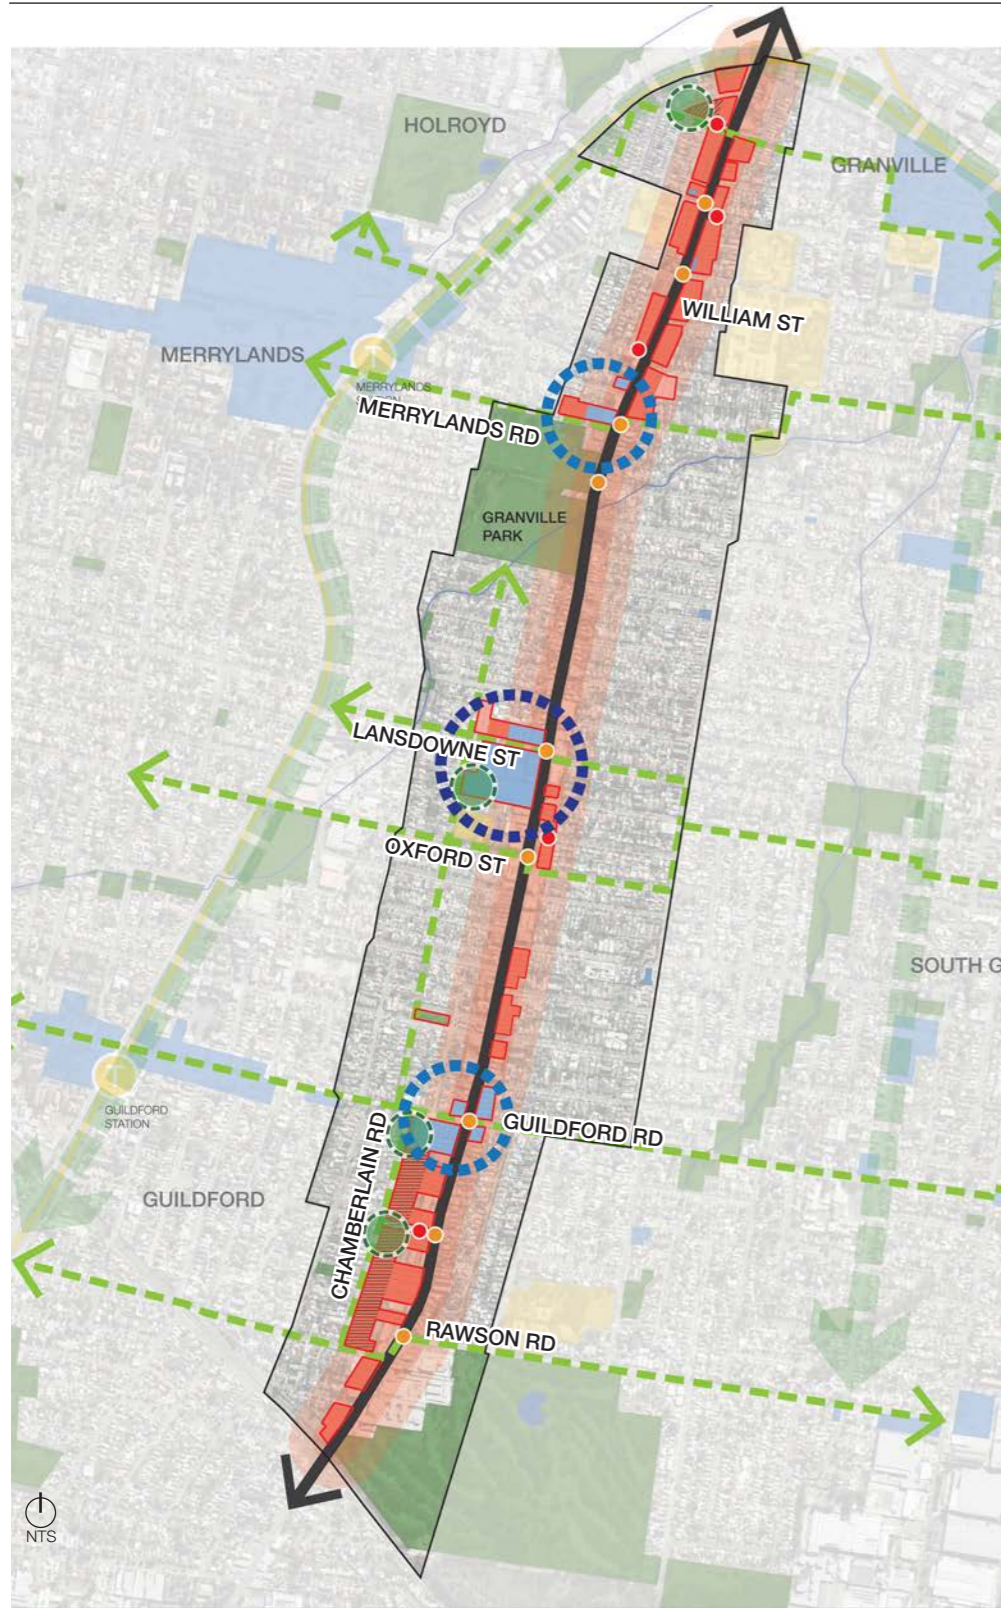 HOLROYD
GRANVILLE
WILLIAM ST
MERRYLANDS
T
MERRYLANDS
MERRYLANDS RD
GRANVILLE
PARK
LANSDOWNE ST
OXFORD ST
SOUTH G
T
GUILDFORD
STATION
GUILDFORD RD
CHAMBERLAIN RD
GUILDFORD
RAWSON RD
NTS